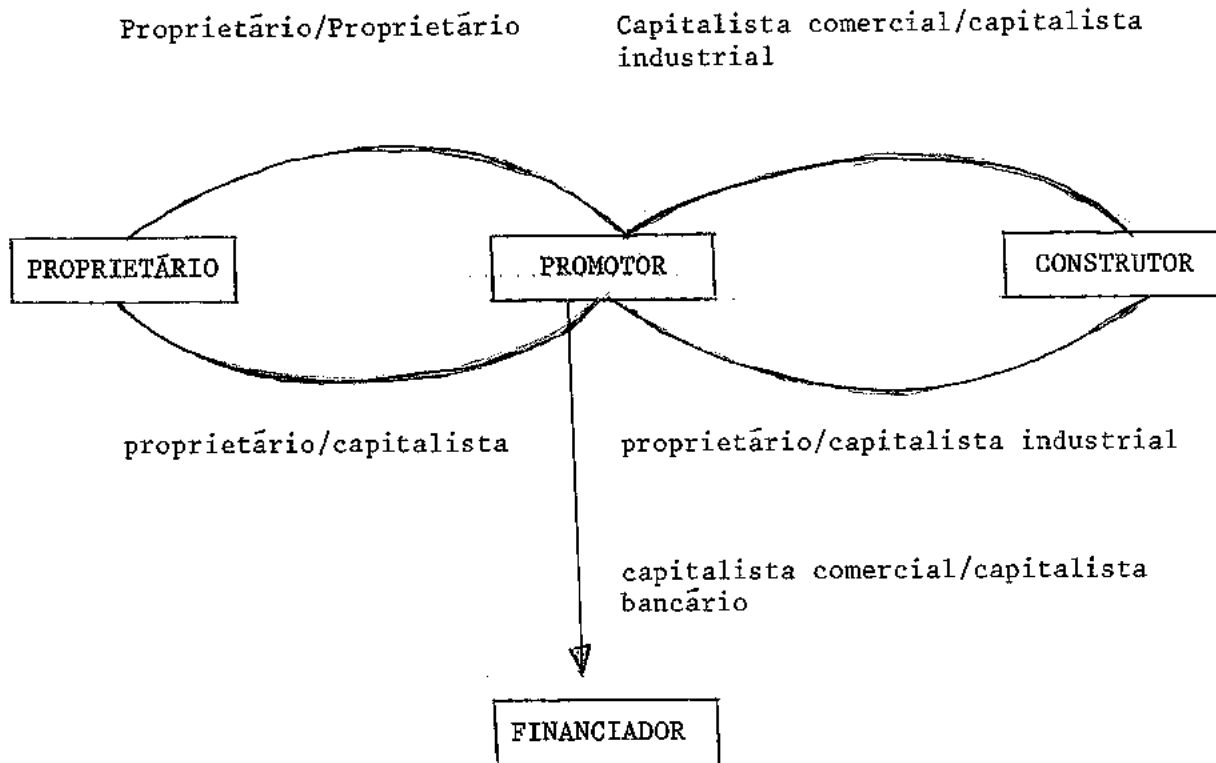 Proprietário/Proprietário
Capitalista comercial/capitalista
industrial
PROPRIETÁRIO
PROMOTOR
CONSTRUTOR
proprietário/capitalista
proprietário/capitalista industrial
capitalista comercial/capitalista
bancário
FINANCIADOR